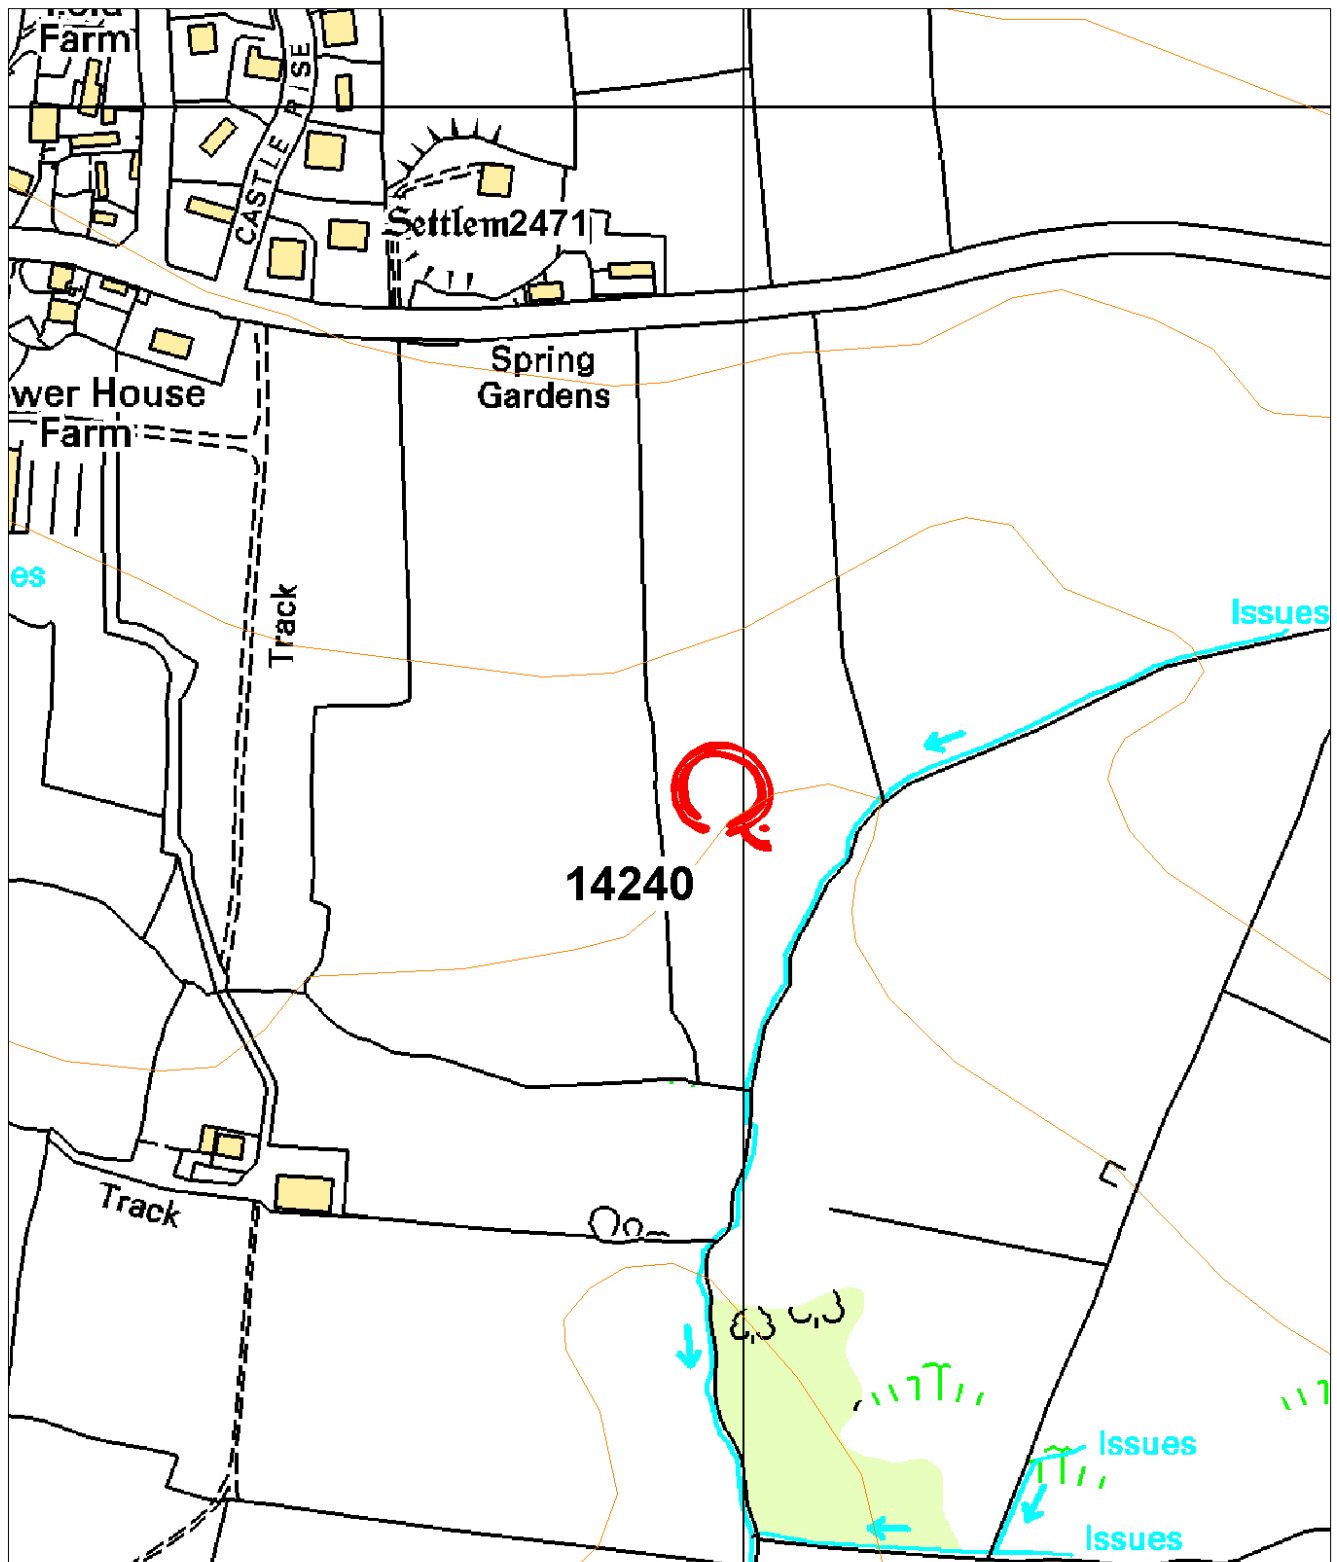 Farm
CASTLE RISE
Settlem2471
Spring
Gardens
wer House
Farm
es
Track
Issues
14240
Track
Issues
Issues